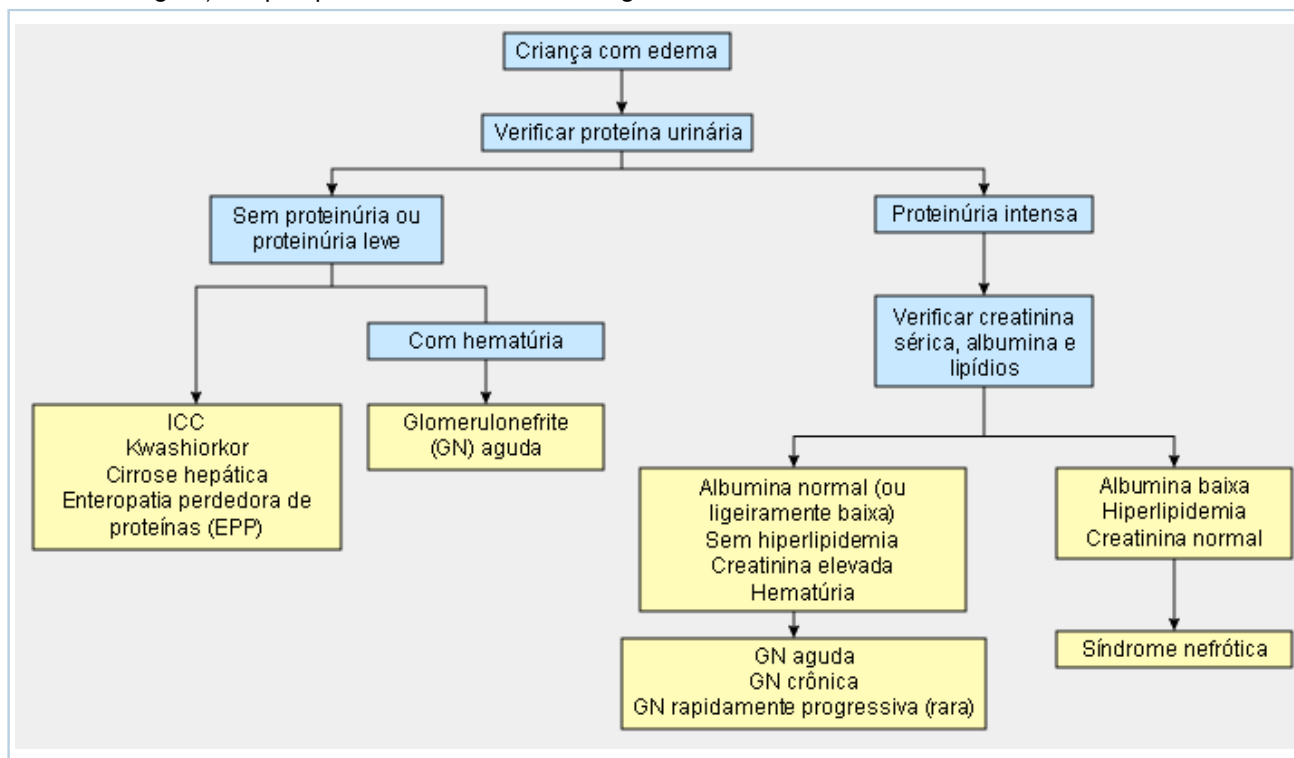 Criança com edema
Verificar proteína urinária
Sem proteinúria ou
proteinúria leve
Proteinúria intensa
Com hematúria
Verificar creatinina
sérica, albumina e
lipídios
ICC
Kwashiorkor
Cirrose hepática
Enteropatia perdedora de
proteínas (EPP)
Glomerulonefrite
(GN) aguda
Albumina normal (ou
ligeiramente baixa)
Sem hiperlipidemia
Creatinina elevada
Hematúria
Albumina baixa
Hiperlipidemia
Creatinina normal
GN aguda
GN crônica
GN rapidamente progressiva (rara)
Síndrome nefrótica